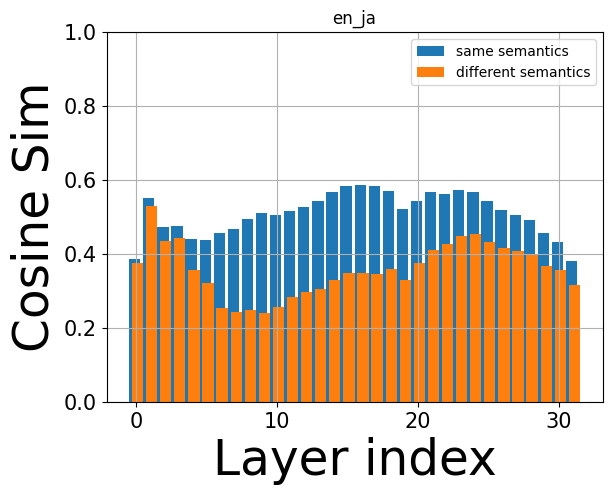 en_ja
same semantics
different semantics
Cosine Sim
1.0
0.8
0.6
0.4
0.2
0.0
0 10 20 30
Layer index